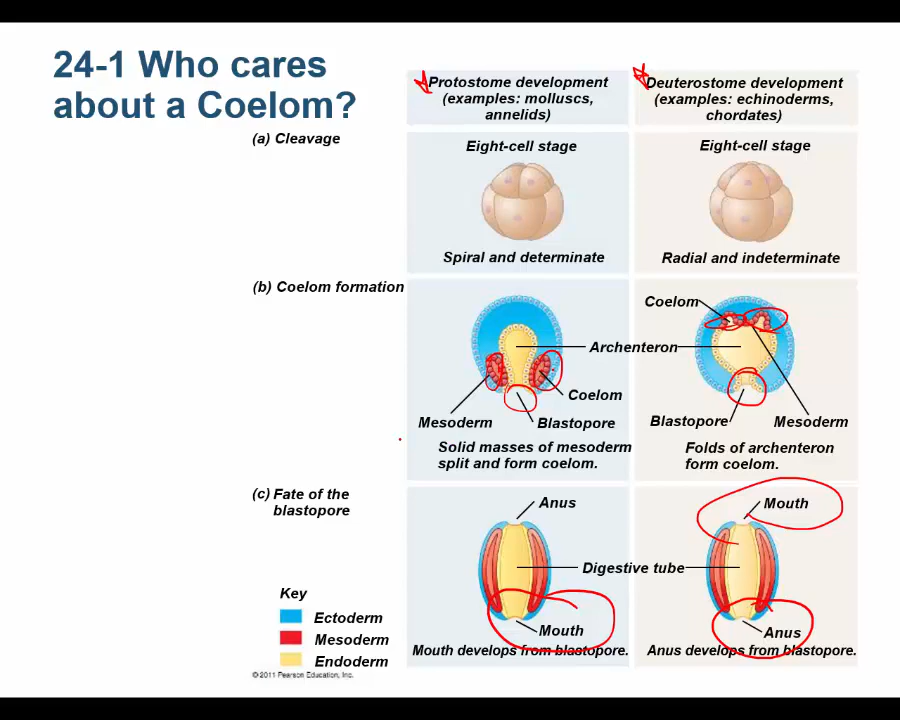 24-1 Who cares
about a Coelom?
Protostome development
(examples: molluscs,
annelids)
Deuterostome development
(examples: echinoderms,
chordates)
(a) Cleavage
Eight-cell stage
Eight-cell stage
Spiral and determinate
Radial and indeterminate
(b) Coelom formation
Coelom
Archenteron
Coelom
Mesoderm
Blastopore
Blastopore
Mesoderm
Solid masses of mesoderm
split and form coelom.
Folds of archenteron
form coelom.
(c) Fate of the
blastopore
Anus
Mouth
Digestive tube
Mouth
Anus
Mouth develops from blastopore.
Anus develops from blastopore.
Key
Ectoderm
Mesoderm
Endoderm
© 2011 Pearson Education, Inc.